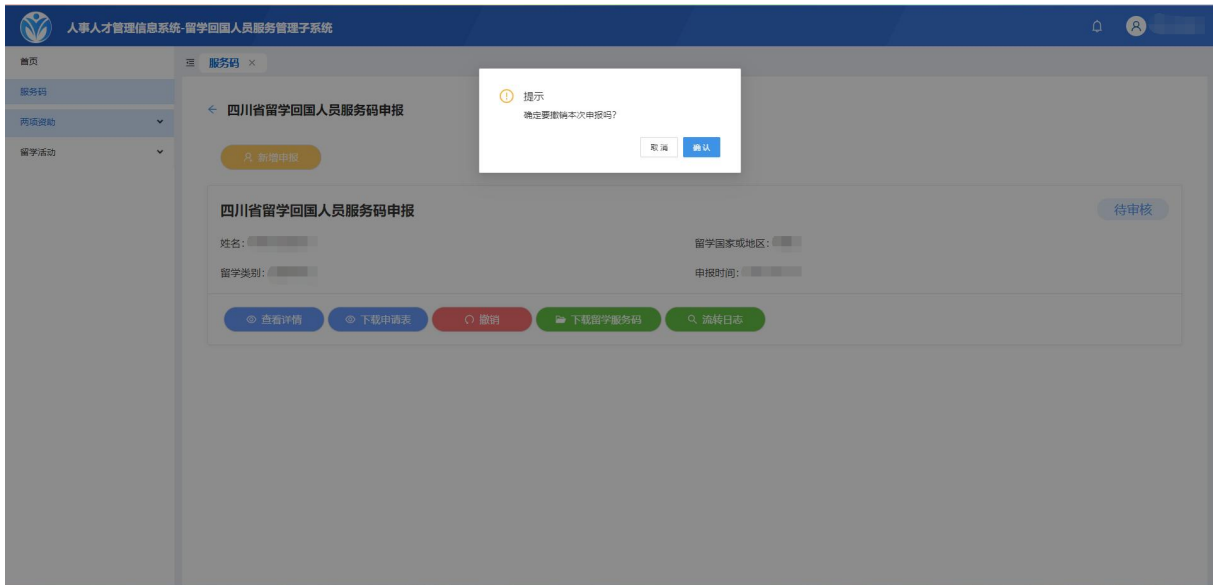 人事人才管理信息系统-留学回国人员服务管理子系统
首页
服务码 ×
服务码
两项资助
留学活动
四川省留学回国人员服务码申报
新增申报
提示
确定要撤销本次申报吗?
取消 确认
四川省留学回国人员服务码申报
待审核
姓名:
留学国家或地区:
留学类别:
申报时间:
查看详情 下载申请表 撤销 下载留学服务码 流转日志